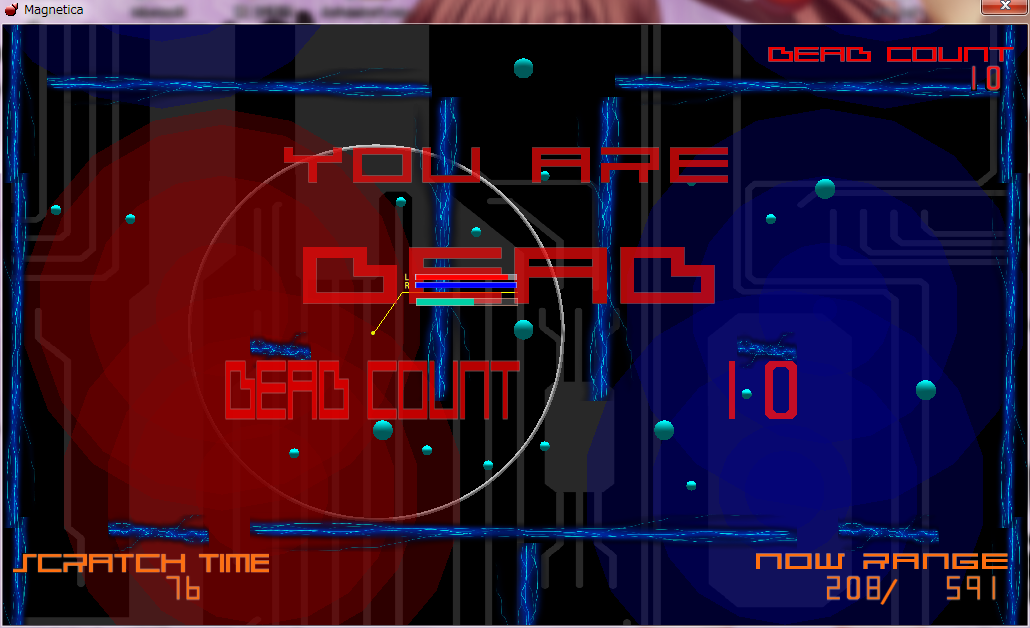 Magnetica
DEAD COUNT
10
YOU ARE
DEAD
L
R
DEAD COUNT 10
SCRATCH TIME
76
NOW RANGE
208/ 591